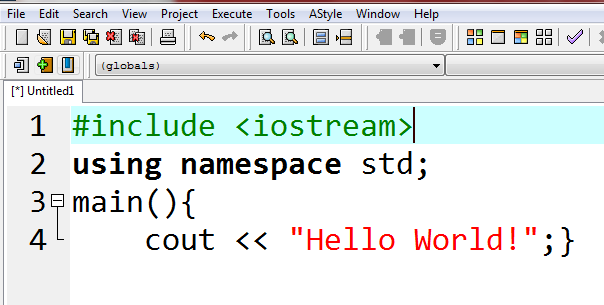 File Edit Search View Project Execute Tools AStyle Window Help
(globals)
[*] Untitled1
1 #include <iostream>
2 using namespace std;
3 main(){
4 cout << "Hello World!";}